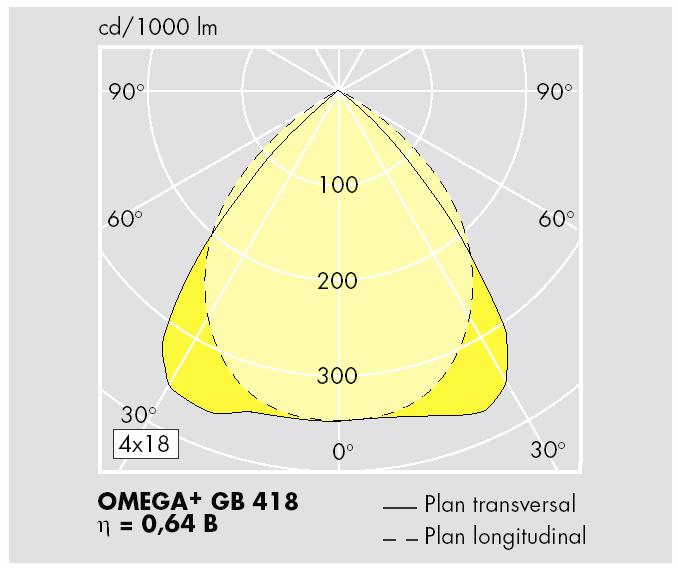 cd/1000 lm
90° 90°
100
60° 60°
200
300
30°
4x18 0° 30°
OMEGA+ GB 418
η = 0,64 B
Plan transversal
Plan longitudinal